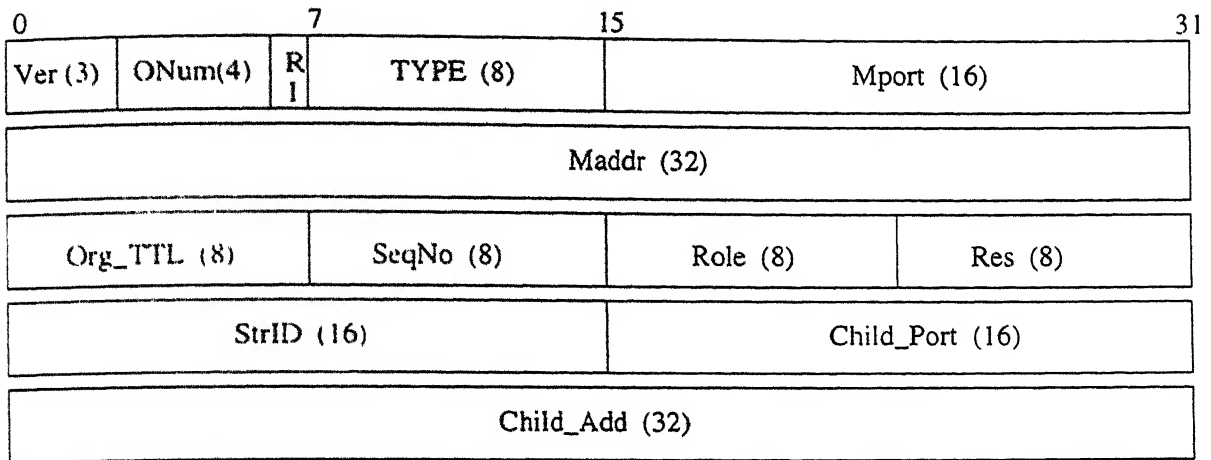 0 7 15 31
Ver (3) ONum(4) R 1 TYPE (8) Mport (16)
Maddr (32)
Org_TTL (8) SeqNo (8) Role (8) Res (8)
StrID (16) Child_Port (16)
Child_Add (32)